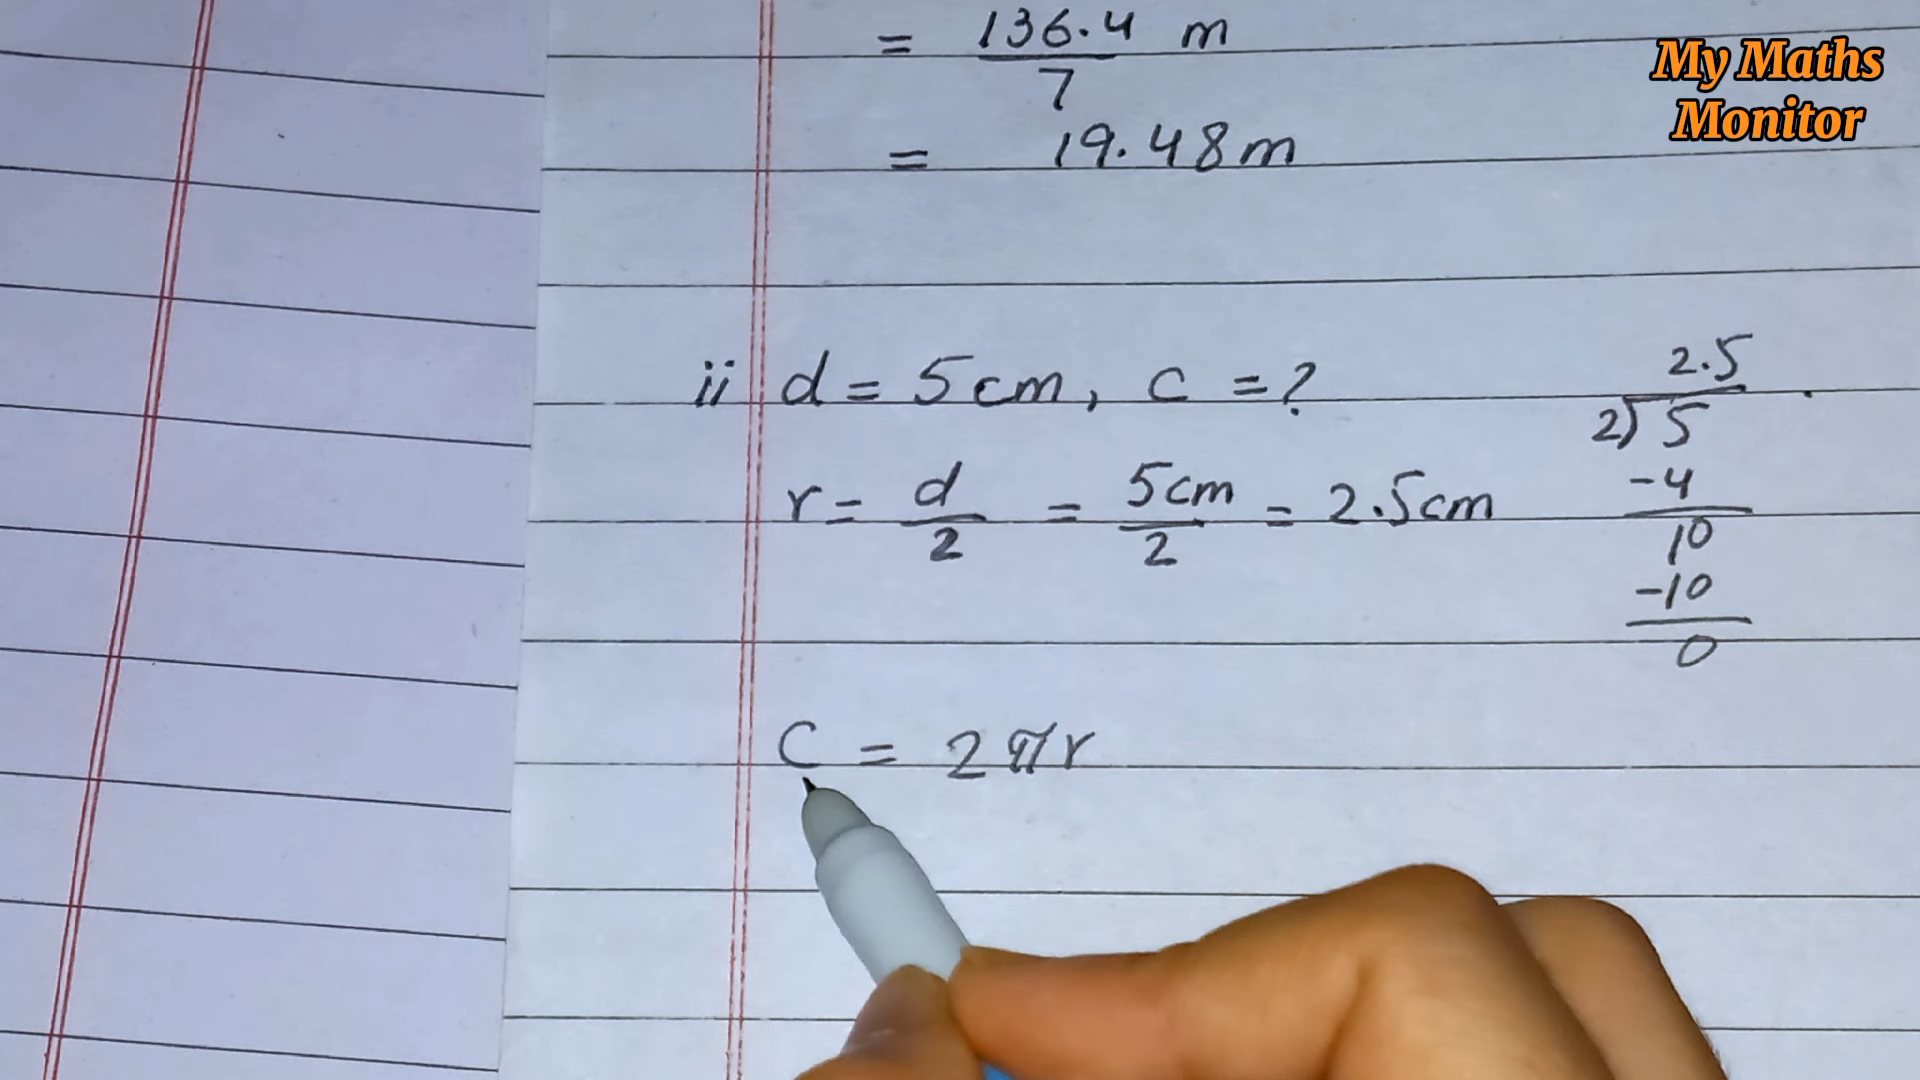 = 136.4 m
7
= 19.48 m
My Maths
Monitor
ii d = 5cm, c = ?
r = d/2 = 5cm/2 = 2.5cm
2.5
2) 5
-4
10
-10
0
C = 2πr